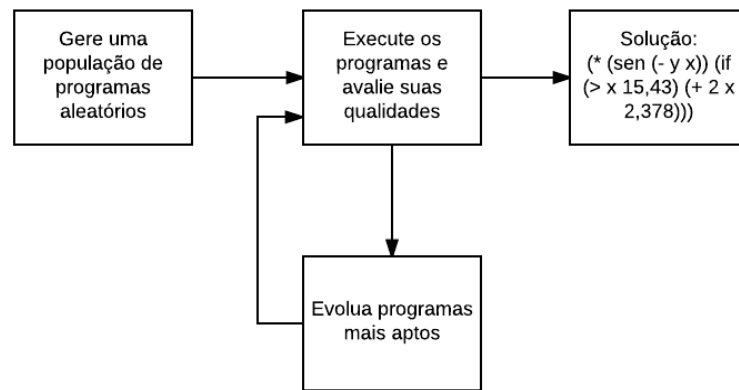 Gere uma
população de
programas
aleatórios
Execute os
programas e
avalie suas
qualidades
Solução:
(* (sen (- y x)) (if
(> x 15,43) (+ 2 x
2,378)))
Evolua programas
mais aptos